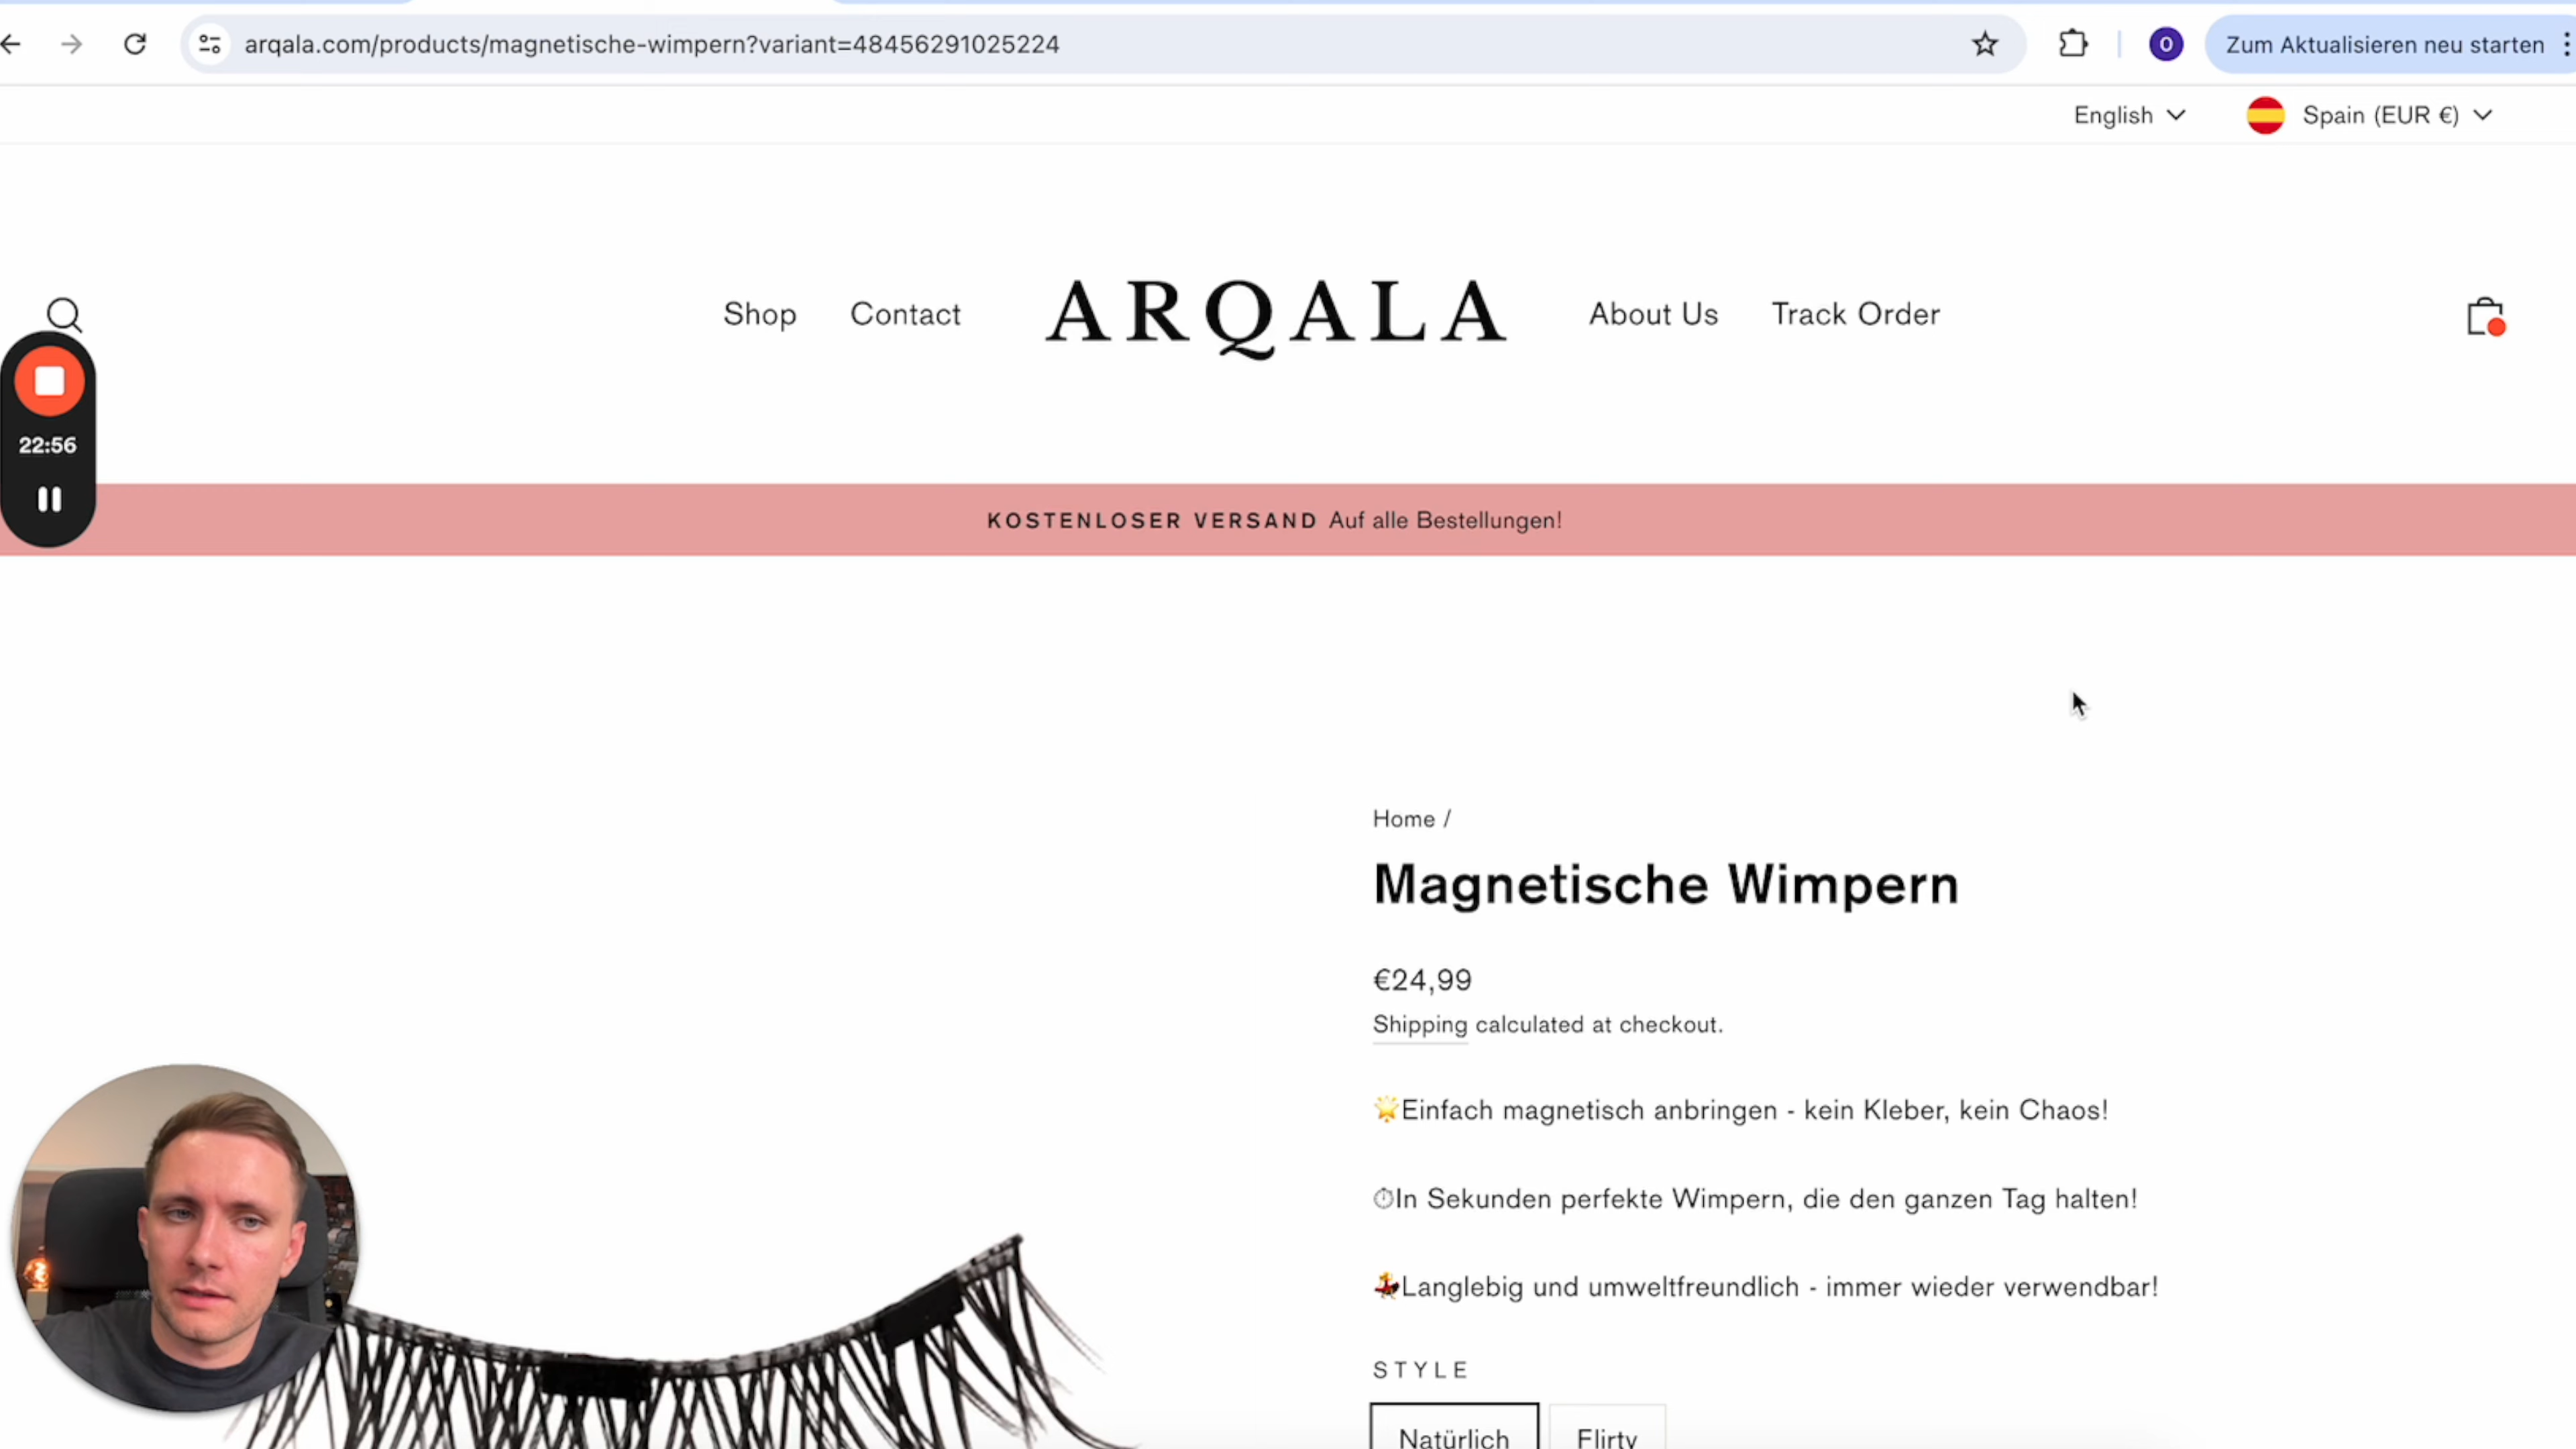 arqala.com/products/magnetische-wimpern?variant=48456291025224
O
Zum Aktualisieren neu starten
English
Spain (EUR €)
Shop
Contact
ARQALA
About Us
Track Order
22:56
KOSTENLOSER VERSAND Auf alle Bestellungen!
Home /
Magnetische Wimpern
€24,99
Shipping calculated at checkout.
🌟Einfach magnetisch anbringen - kein Kleber, kein Chaos!
⏱In Sekunden perfekte Wimpern, die den ganzen Tag halten!
💃Langlebig und umweltfreundlich - immer wieder verwendbar!
STYLE
Natürlich
Flirty